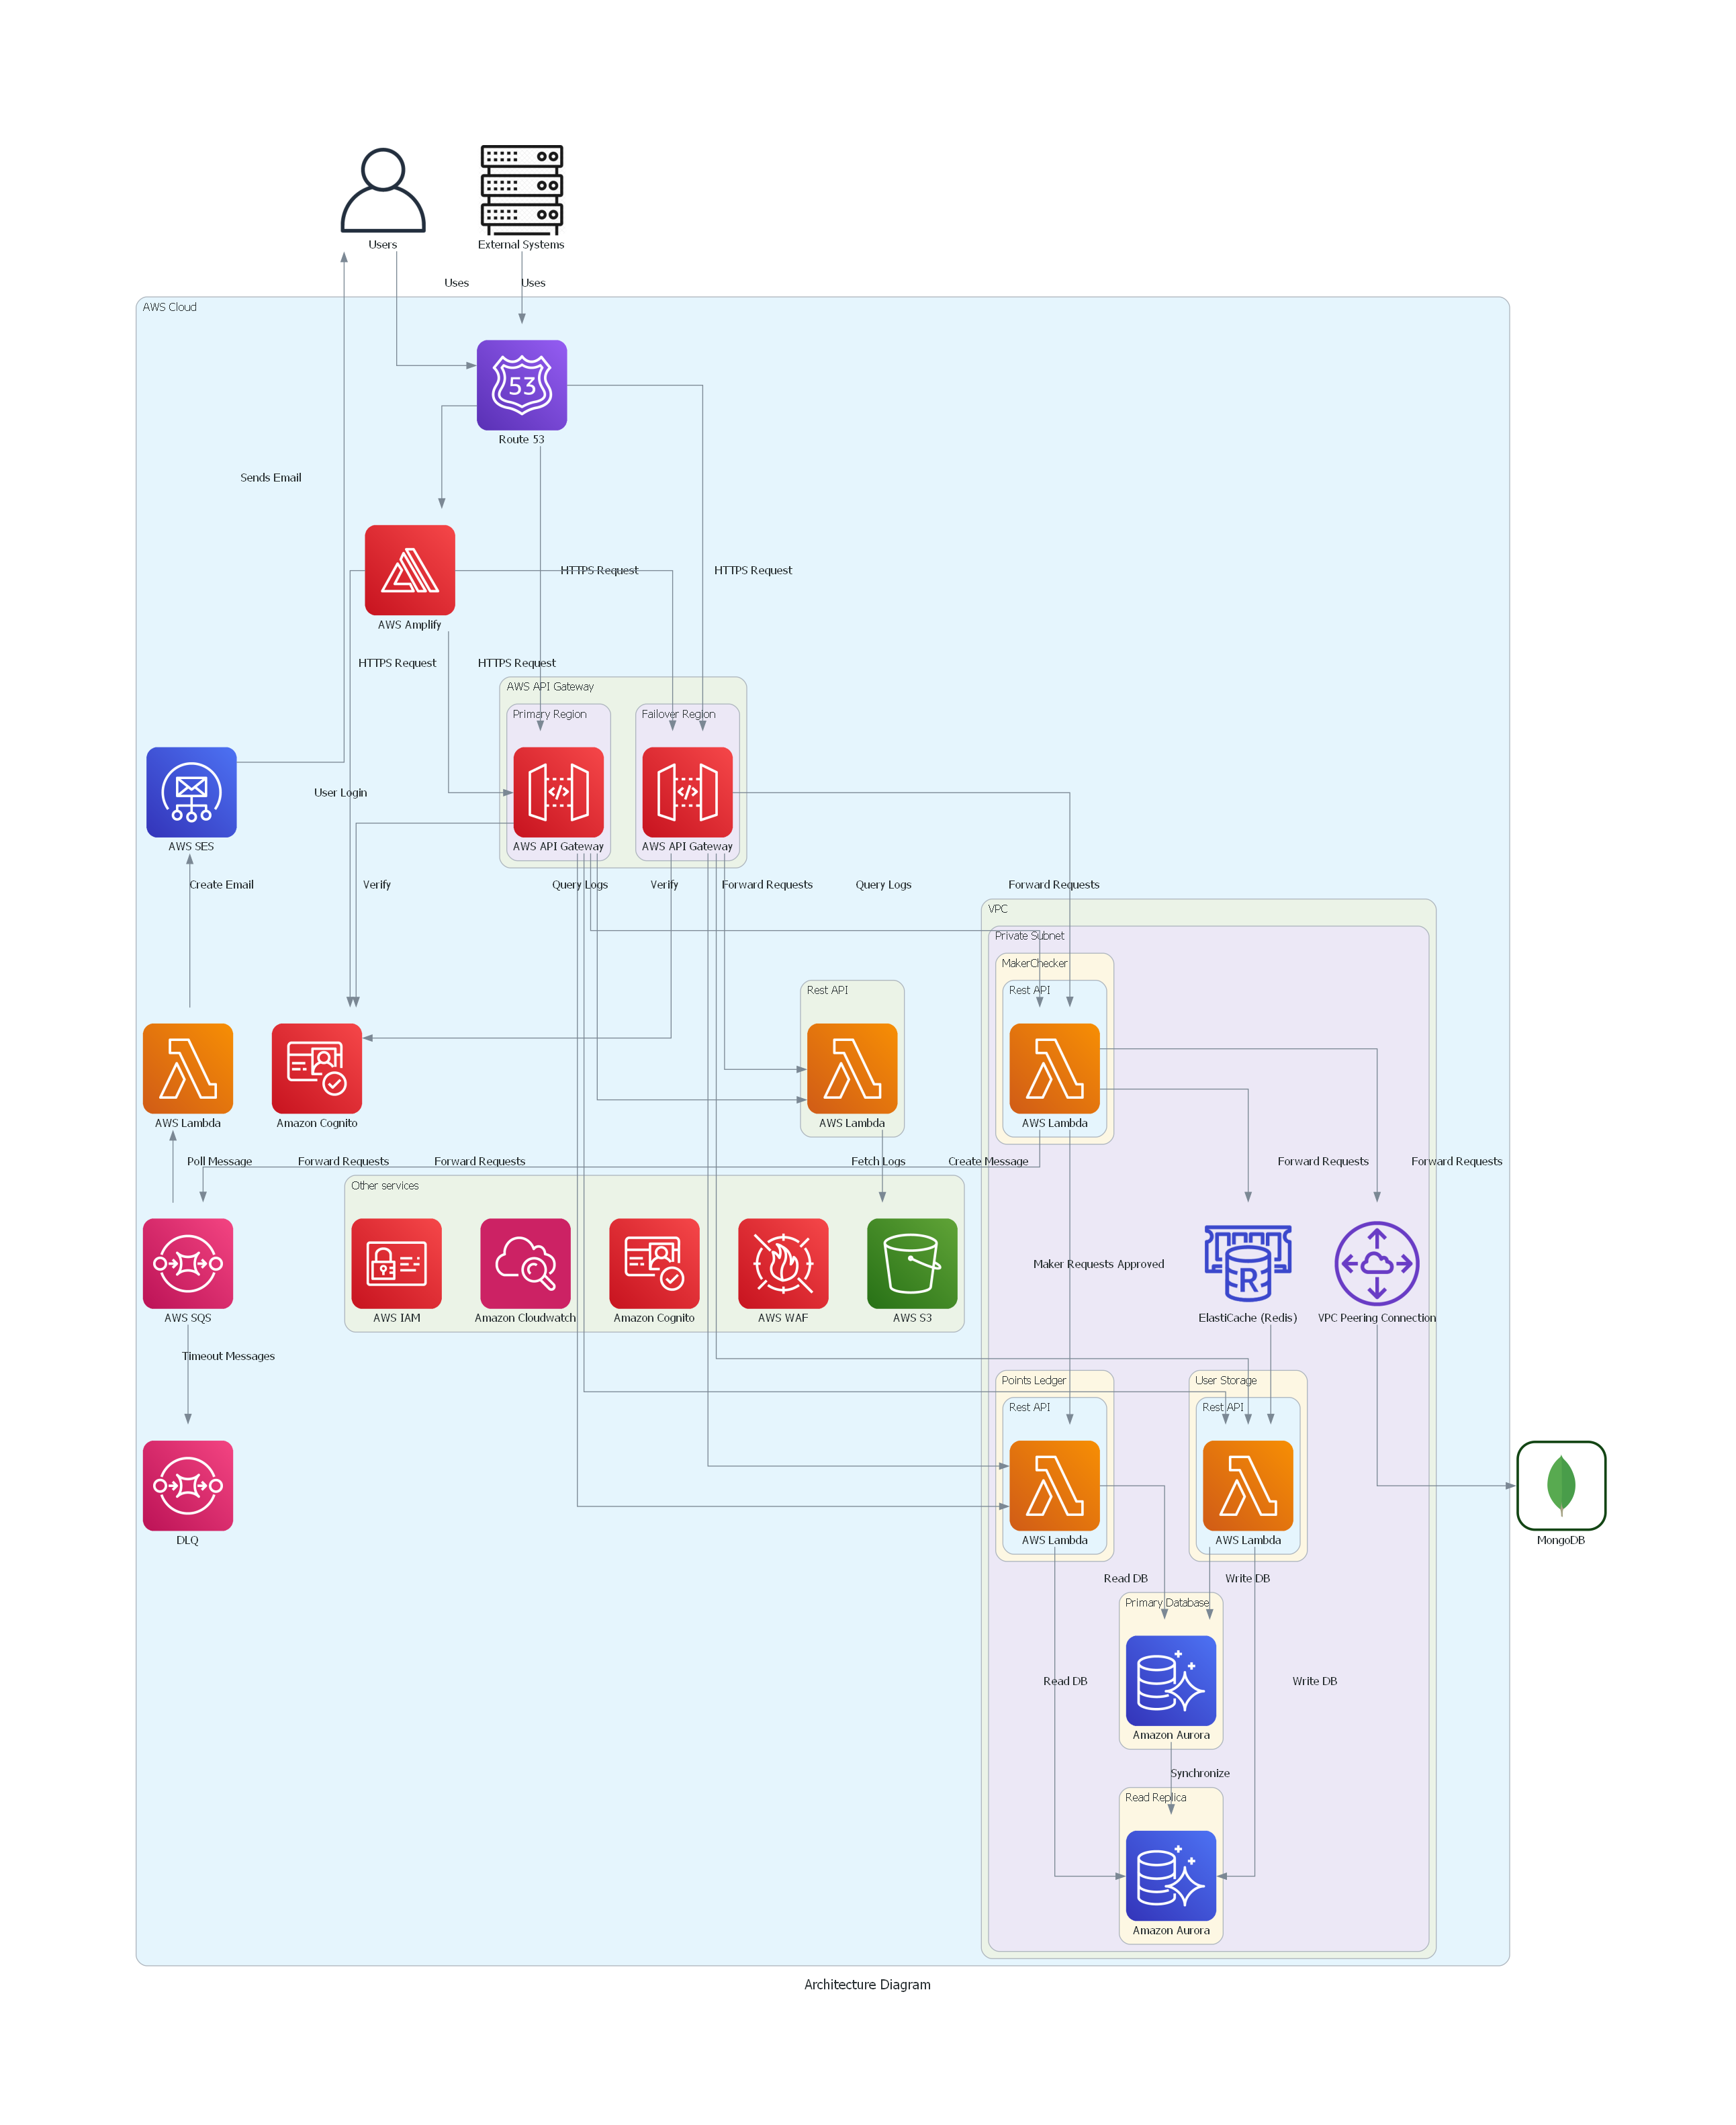 Users
External Systems
Uses
Uses
AWS Cloud
53
Route 53
Sends Email
HTTPS Request
HTTPS Request
AWS Amplify
HTTPS Request
HTTPS Request
AWS API Gateway
Primary Region
Failover Region
User Login
AWS SES
AWS API Gateway
AWS API Gateway
Create Email
Verify
Query Logs
Verify
Forward Requests
Query Logs
Forward Requests
VPC
Private Subnet
MakerChecker
Rest API
Rest API
AWS Lambda
Amazon Cognito
AWS Lambda
AWS Lambda
Poll Message
Forward Requests
Forward Requests
Fetch Logs
Create Message
Forward Requests
Forward Requests
Other services
R
Maker Requests Approved
AWS SQS
AWS IAM
Amazon Cloudwatch
Amazon Cognito
AWS WAF
AWS S3
ElastiCache (Redis)
VPC Peering Connection
Timeout Messages
Points Ledger
User Storage
Rest API
Rest API
DLQ
AWS Lambda
AWS Lambda
MongoDB
Read DB
Write DB
Primary Database
Read DB
Write DB
Amazon Aurora
Synchronize
Read Replica
Amazon Aurora
Architecture Diagram